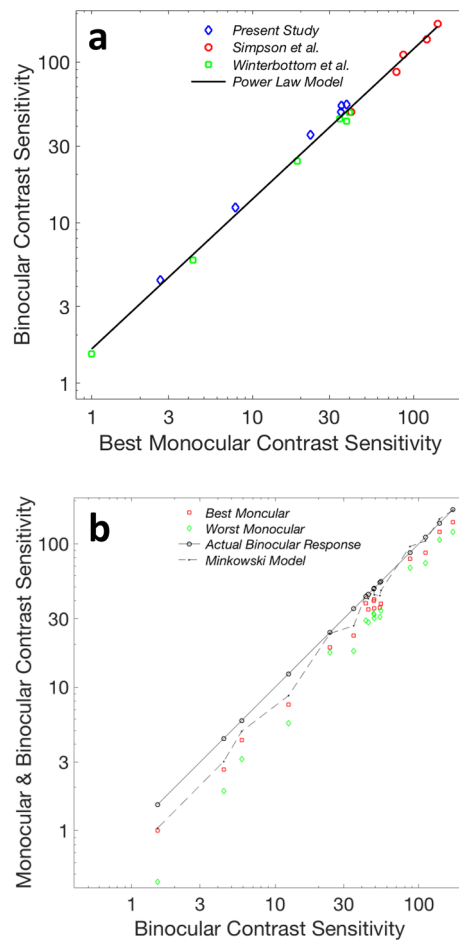 a
Present Study
Simpson et al.
Winterbottom et al.
Power Law Model
100
30
10
3
1
1 3 10 30 100
Binocular Contrast Sensitivity
Best Monocular Contrast Sensitivity
b
Best Moncular
Worst Monocular
Actual Binocular Response
Minkowski Model
100
30
10
3
1
1 3 10 30 100
Monocular & Binocular Contrast Sensitivity
Binocular Contrast Sensitivity